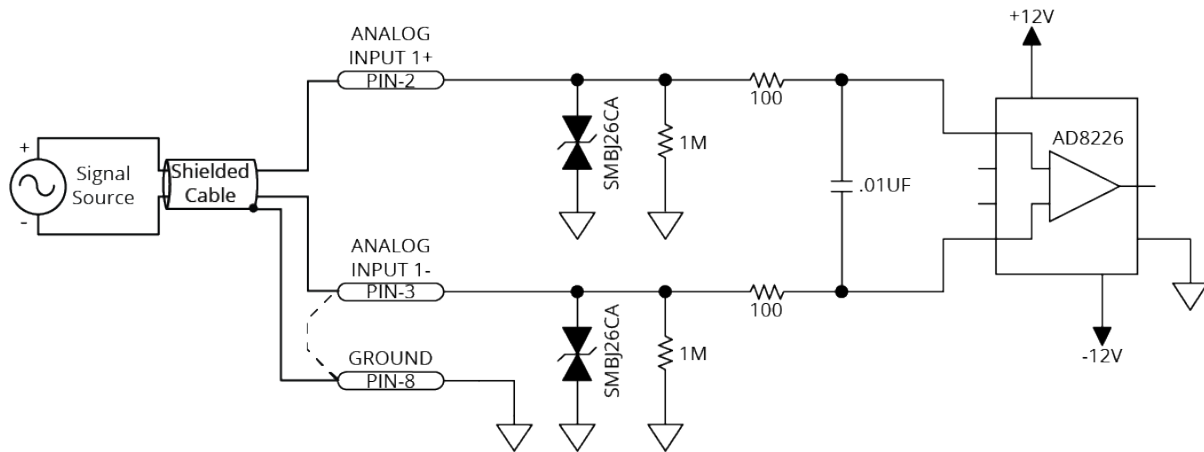 +12V
ANALOG
INPUT 1+
PIN-2
100
SMBJ26CA
1M
AD8226
+
Signal
Source
-
Shielded
Cable
.01UF
ANALOG
INPUT 1-
PIN-3
100
SMBJ26CA
1M
GROUND
PIN-8
-12V